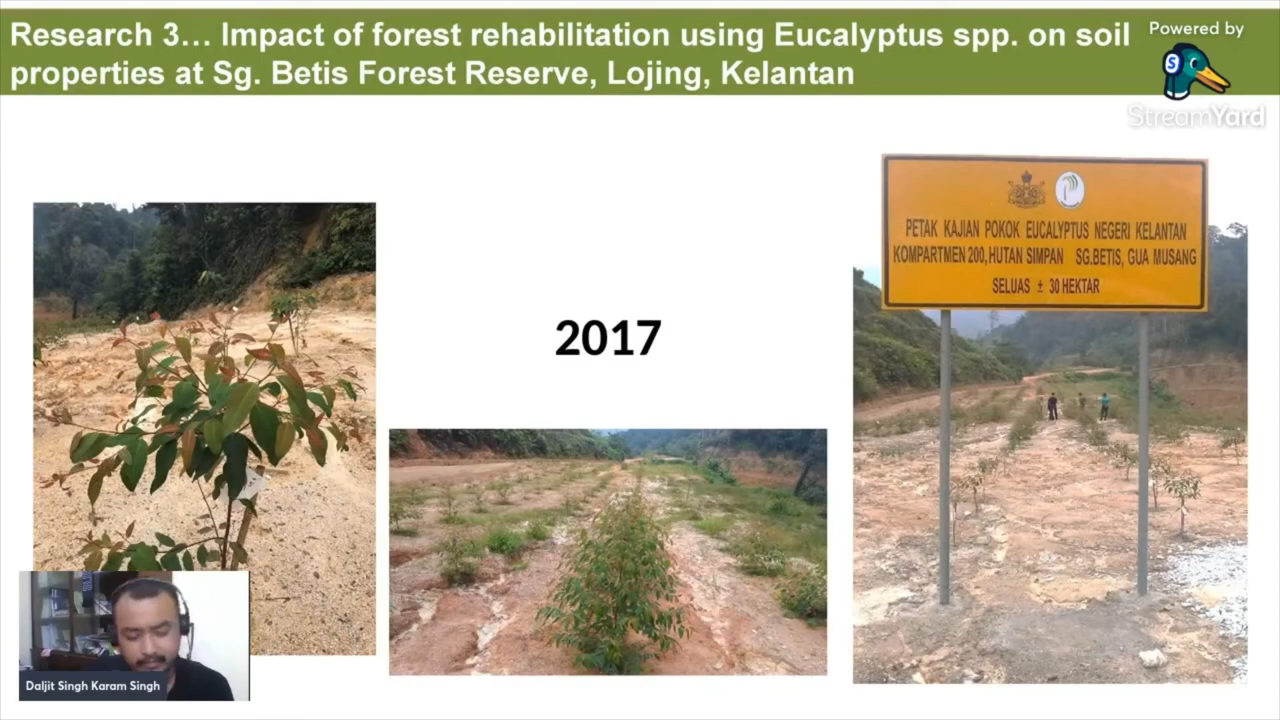 Research 3... Impact of forest rehabilitation using Eucalyptus spp. on soil
properties at Sg. Betis Forest Reserve, Lojing, Kelantan
Powered by
StreamYard
2017
PETAK KAJIAN POKOK EUCALYPTUS NEGERI KELANTAN
KOMPARTMEN 200, HUTAN SIMPAN SG.BETIS, GUA MUSANG
SELUAS ± 30 HEKTAR
Daljit Singh Karam Singh